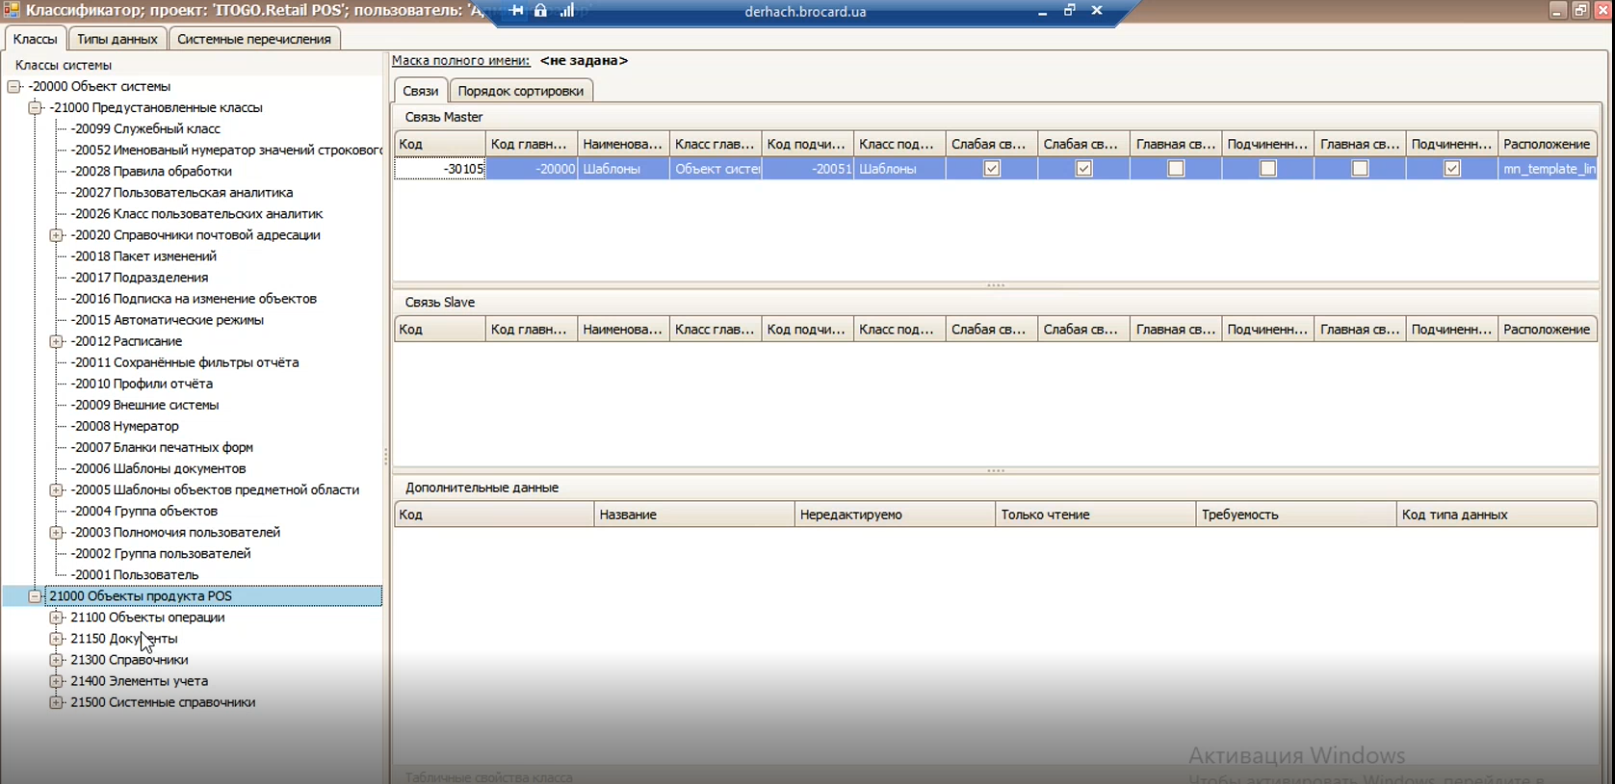 Классификатор; проект: 'ITOGO.Retail POS'; пользователь: 'Ад
derhach.brocard.ua
Классы Типы данных Системные перечисления
Классы системы
-20000 Объект системы
-21000 Предустановленные классы
-20099 Служебный класс
-20052 Именованый нумератор значений строкового
-20028 Правила обработки
-20027 Пользовательская аналитика
-20026 Класс пользовательских аналитик
-20020 Справочники почтовой адресации
-20018 Пакет изменений
-20017 Подразделения
-20016 Подписка на изменение объектов
-20015 Автоматические режимы
-20012 Расписание
-20011 Сохранённые фильтры отчёта
-20010 Профили отчёта
-20009 Внешние системы
-20008 Нумератор
-20007 Бланки печатных форм
-20006 Шаблоны документов
-20005 Шаблоны объектов предметной области
-20004 Группа объектов
-20003 Полномочия пользователей
-20002 Группа пользователей
-20001 Пользователь
21000 Объекты продукта POS
21100 Объекты операции
21150 Документы
21300 Справочники
21400 Элементы учета
21500 Системные справочники
Маска полного имени: <не задана>
Связи Порядок сортировки
Связь Master
Код Код главн... Наименова... Класс глав... Код подчи... Класс под... Слабая св... Слабая св... Главная св... Подчиненн... Главная св... Подчиненн... Расположение
-30105 -20000 Шаблоны Объект систем -20051 Шаблоны mn_template_lin
Связь Slave
Код Код главн... Наименова... Класс глав... Код подчи... Класс под... Слабая св... Слабая св... Главная св... Подчиненн... Главная св... Подчиненн... Расположение
Дополнительные данные
Код Название Нередактируемо Только чтение Требуемость Код типа данных
Активация Windows
Чтобы активировать Windows, перейдите в
Табличные свойства класса